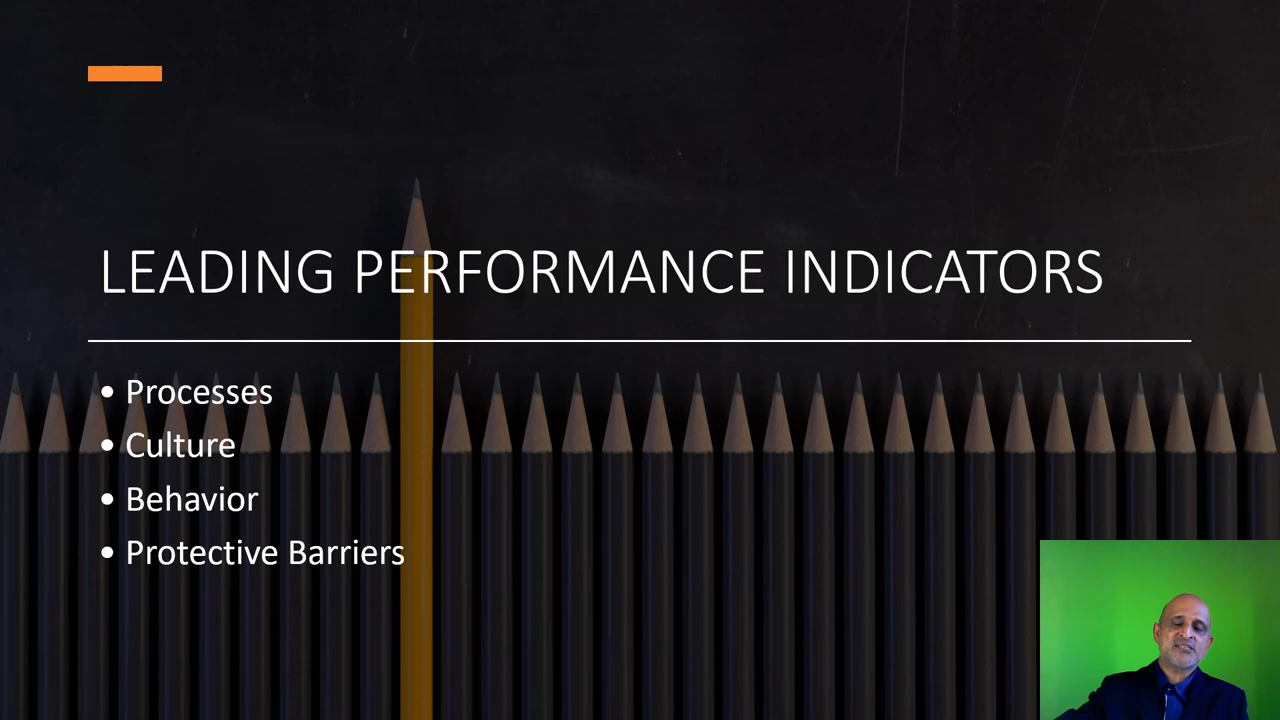 LEADING PERFORMANCE INDICATORS
• Processes
• Culture
• Behavior
• Protective Barriers